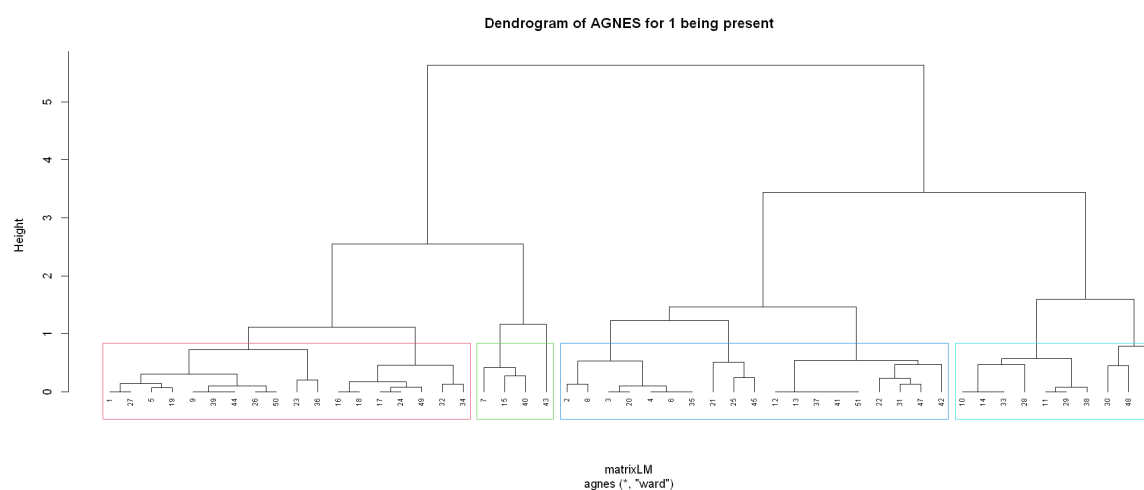 Dendrogram of AGNES for 1 being present
Height
5
4
3
2
1
0
1 27 5 19 9 39 44 26 50 23 36 16 18 17 24 49 32 34 7 15 40 43 2 8 3 20 4 6 35 21 25 45 12 13 37 41 51 22 31 47 42 10 14 33 28 11 29 38 30 48
matrixLM
agnes (*, "ward")